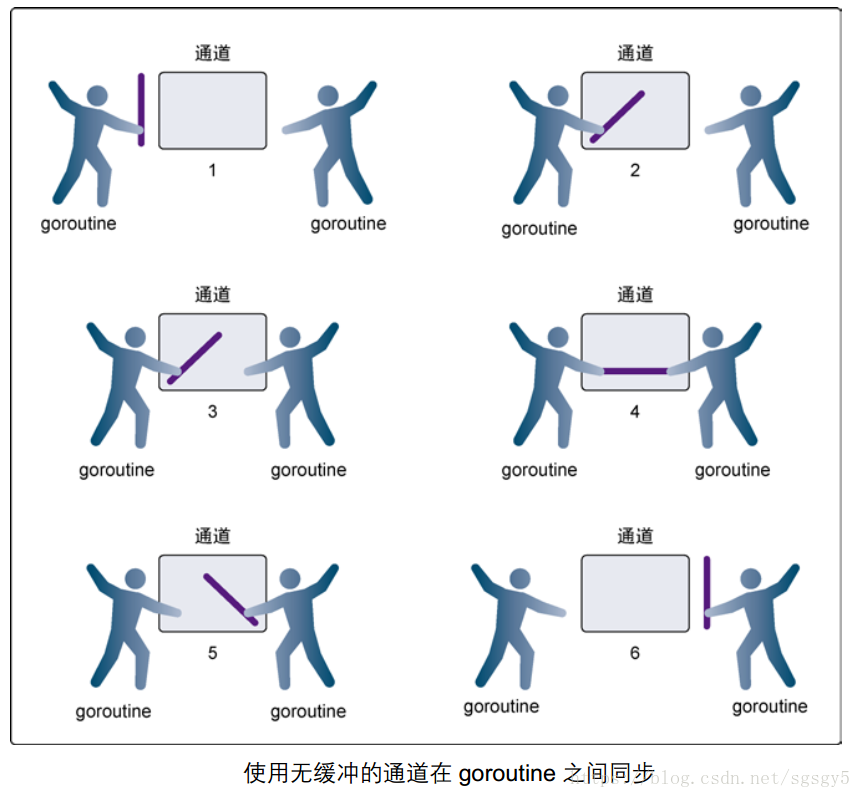 通道 通道
1 2
goroutine goroutine goroutine goroutine
通道 通道
3 4
goroutine goroutine goroutine goroutine
通道 通道
5 6
goroutine goroutine goroutine goroutine
使用无缓冲的通道在 goroutine 之间同步
https://blog.csdn.net/sgsgy5